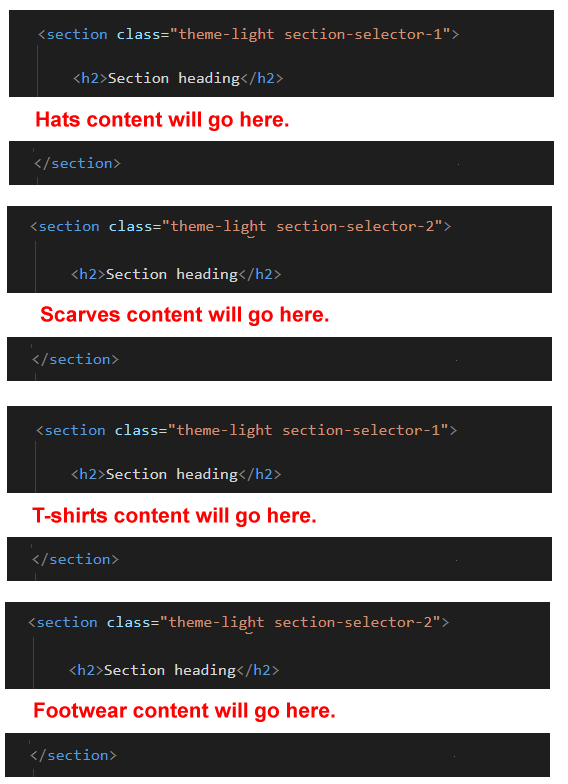 <section class="theme-light section-selector-1">
<h2>Section heading</h2>
Hats content will go here.
</section>
<section class="theme-light section-selector-2">
<h2>Section heading</h2>
Scarves content will go here.
</section>
<section class="theme-light section-selector-1">
<h2>Section heading</h2>
T-shirts content will go here.
</section>
<section class="theme-light section-selector-2">
<h2>Section heading</h2>
Footwear content will go here.
</section>